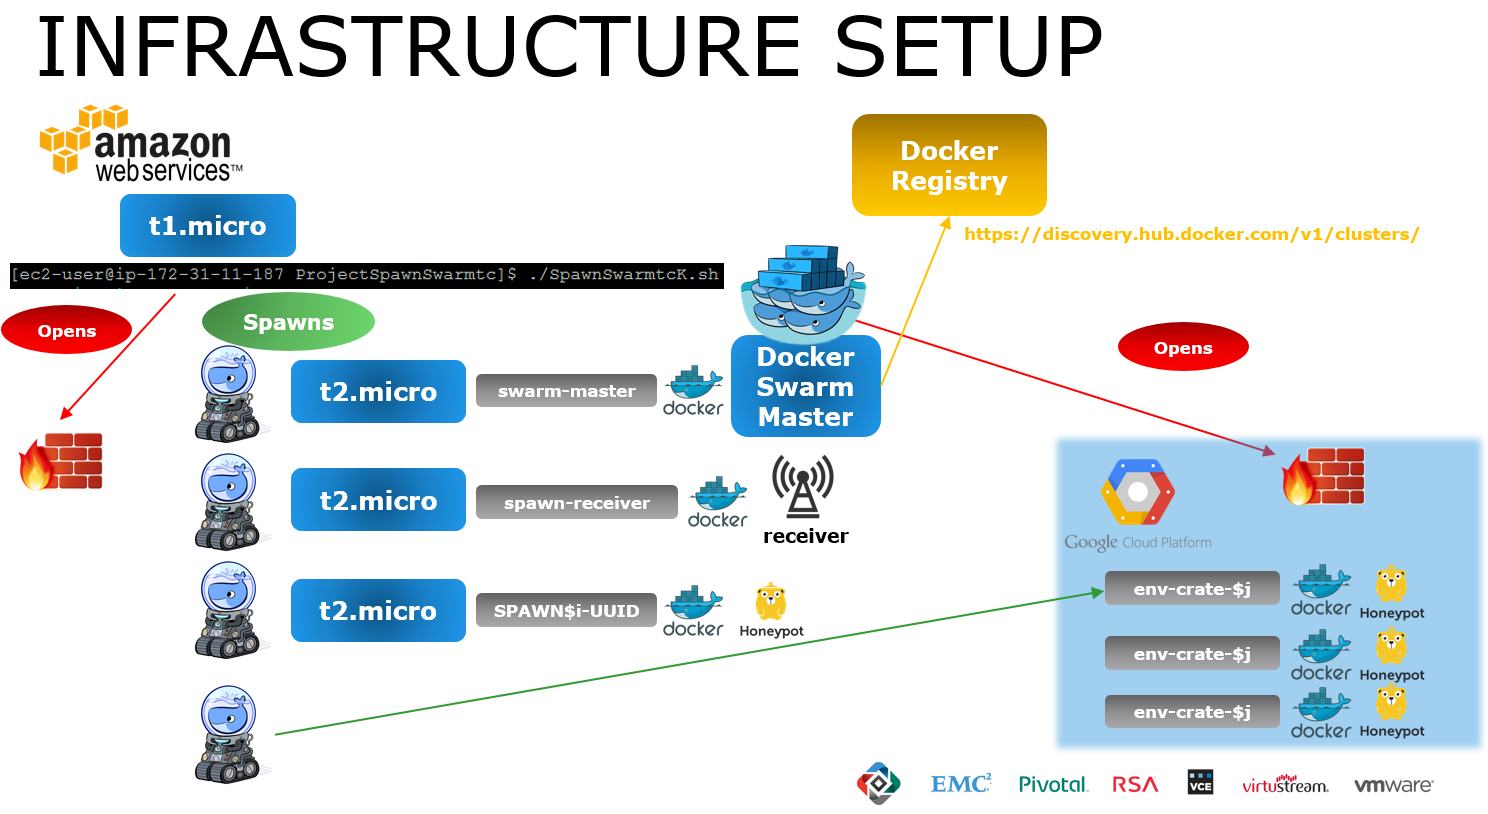 INFRASTRUCTURE SETUP
amazon
web services™
t1.micro
[ec2-user@ip-172-31-11-187 ProjectSpawnSwarmtc]$ ./SpawnSwarmtcK.sh
Docker
Registry
https://discovery.hub.docker.com/v1/clusters/
Opens
Spawns
t2.micro
swarm-master
docker
Docker
Swarm
Master
Opens
t2.micro
spawn-receiver
docker
receiver
t2.micro
SPAWN$i-UUID
docker
Honeypot
Google Cloud Platform
env-crate-$j
docker
Honeypot
env-crate-$j
docker
Honeypot
env-crate-$j
docker
Honeypot
EMC²
Pivotal
RSA
VCE
virtustream
vmware